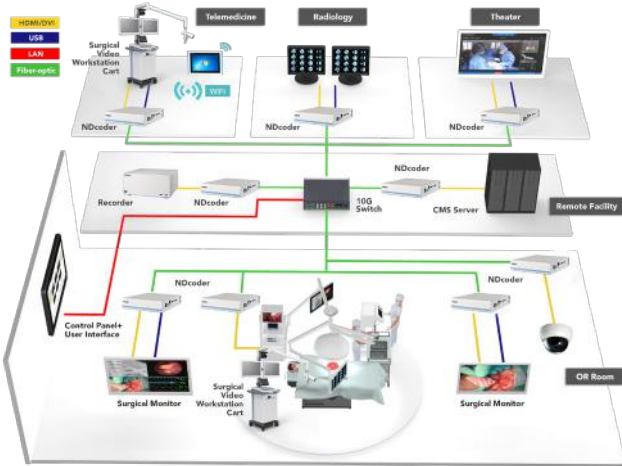 HDMI/DVI
USB
LAN
Fiber-optic
Telemedicine
Radiology
Theater
Surgical
Video
Workstation
Cart
WiFi
NDcoder
NDcoder
NDcoder
Recorder
NDcoder
10G
Switch
NDcoder
CMS Server
Remote Facility
Control Panel+
User Interface
NDcoder
NDcoder
Surgical Monitor
Surgical
Video
Workstation
Cart
Surgical Monitor
OR Room